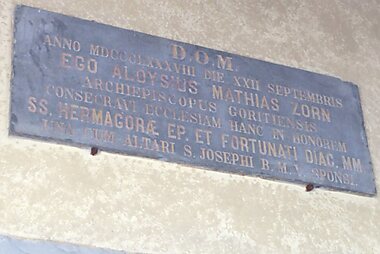 D.O.M.
ANNO MDCCCLXXXVIII DIE XXII SEPTEMBRIS
EGO ALOYSIUS MATHIAS ZORN
ARCHIEPISCOPUS GORITIENSIS
CONSECRAVI ECCLESIAM HANC IN HONOREM
SS. HERMAGORÆ EP. ET FORTUNATI DIAC. MM.
UNA CUM ALTARI S. JOSEPHI B.M.V. SPONSI.